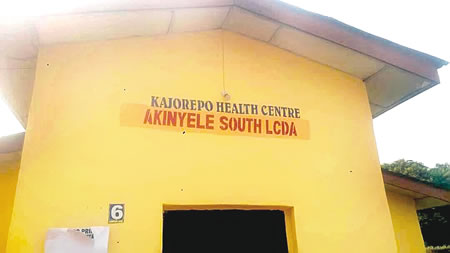 KAJOREPO HEALTH CENTRE
AKINYELE SOUTH LCDA
6